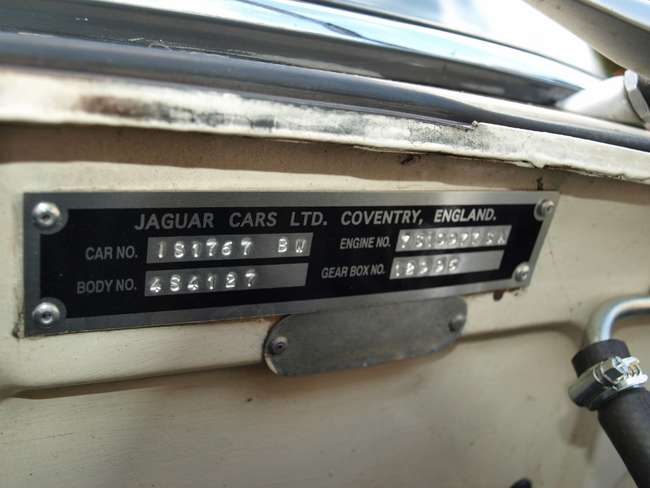 JAGUAR CARS LTD. COVENTRY, ENGLAND.
CAR NO. 1S1767 BW
ENGINE NO.
BODY NO. 4S4127
GEAR BOX NO.